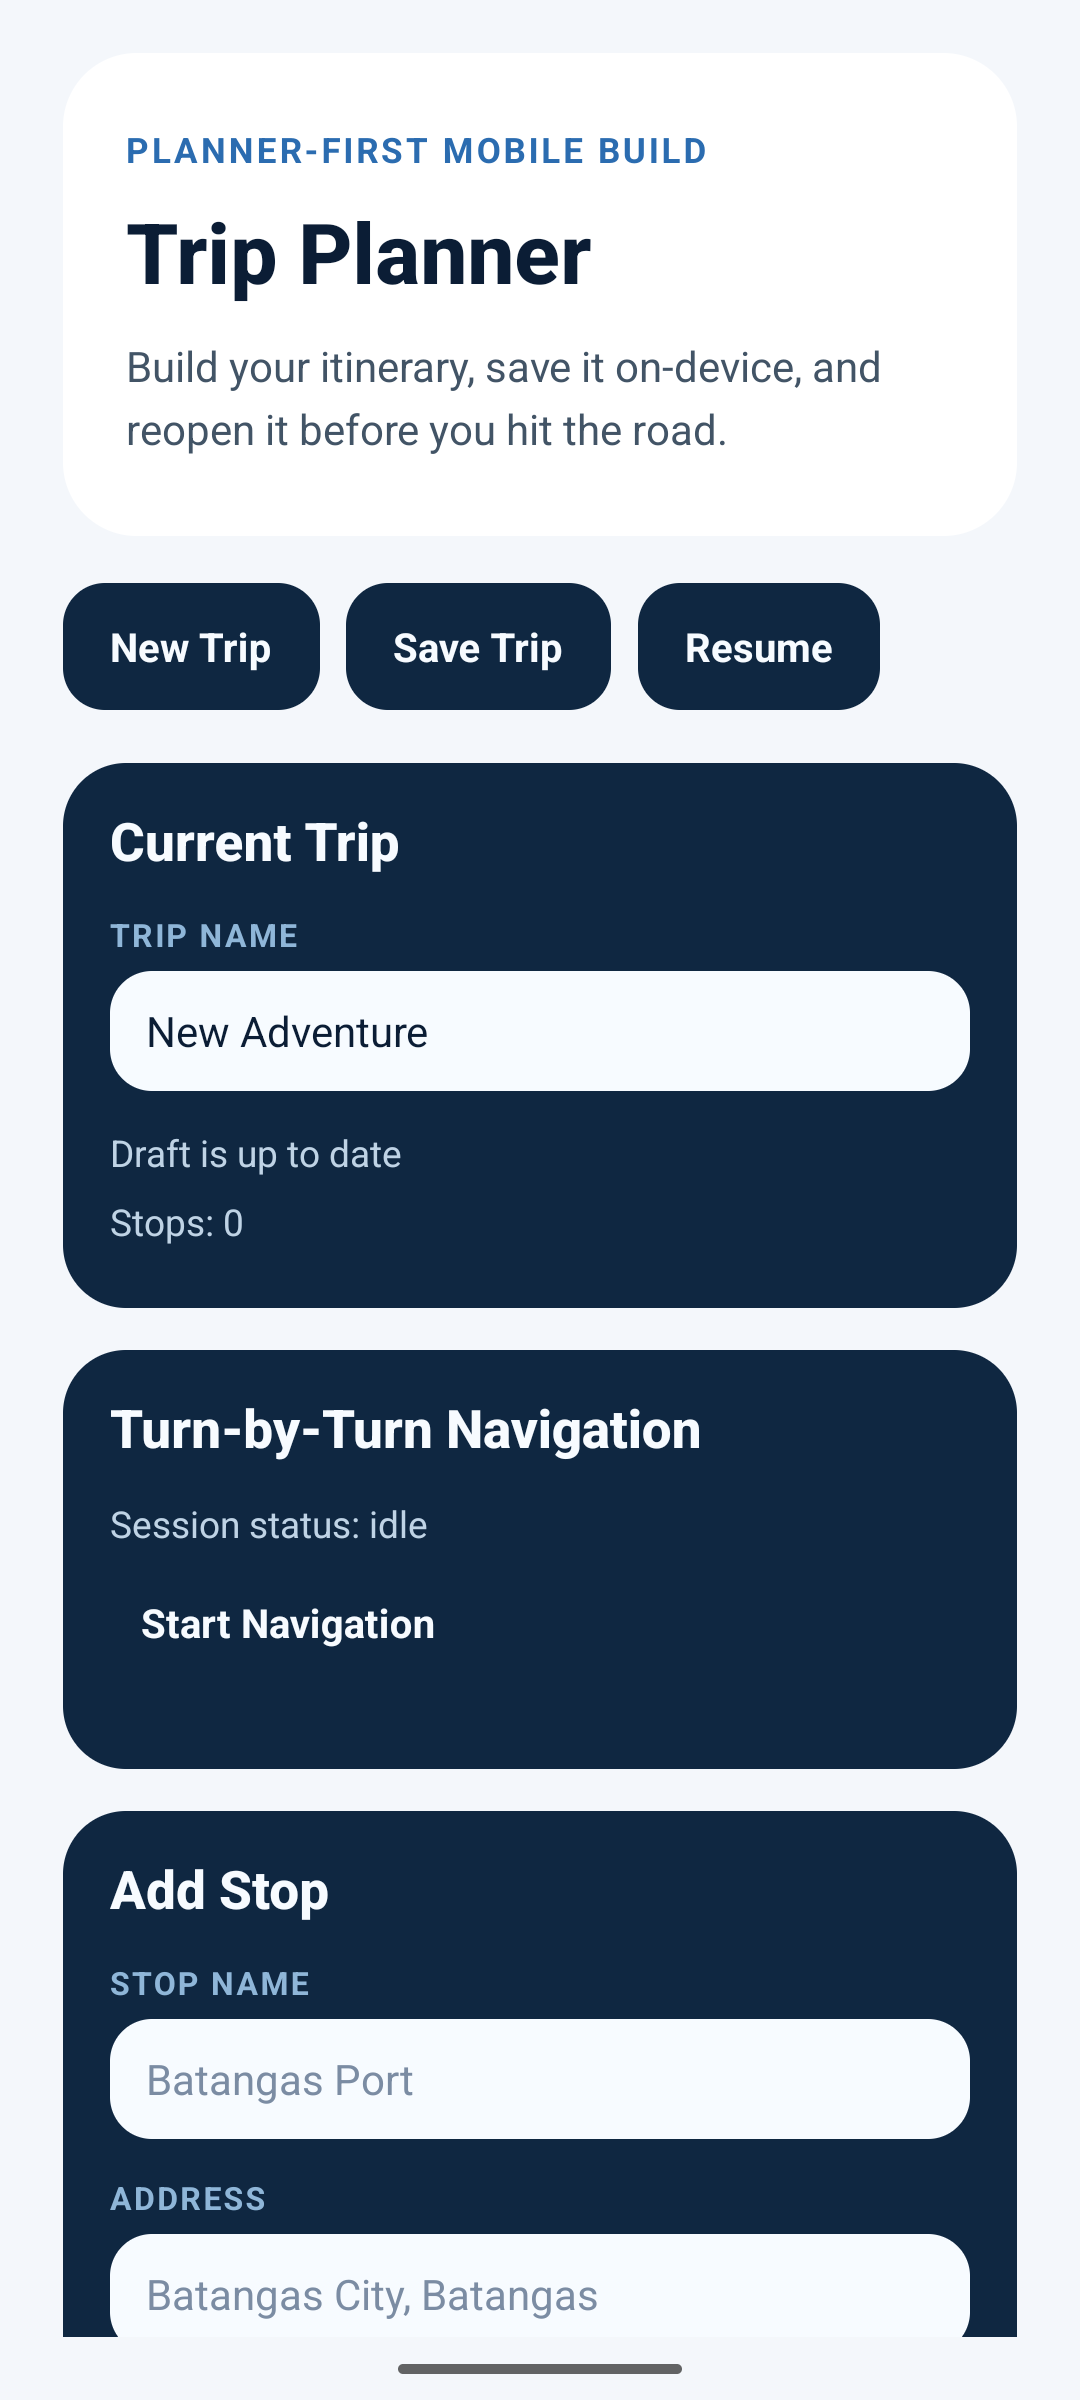 PLANNER-FIRST MOBILE BUILD
Trip Planner
Build your itinerary, save it on-device, and
reopen it before you hit the road.
New Trip
Save Trip
Resume
Current Trip
TRIP NAME
New Adventure
Draft is up to date
Stops: 0
Turn-by-Turn Navigation
Session status: idle
Start Navigation
Add Stop
STOP NAME
Batangas Port
ADDRESS
Batangas City, Batangas